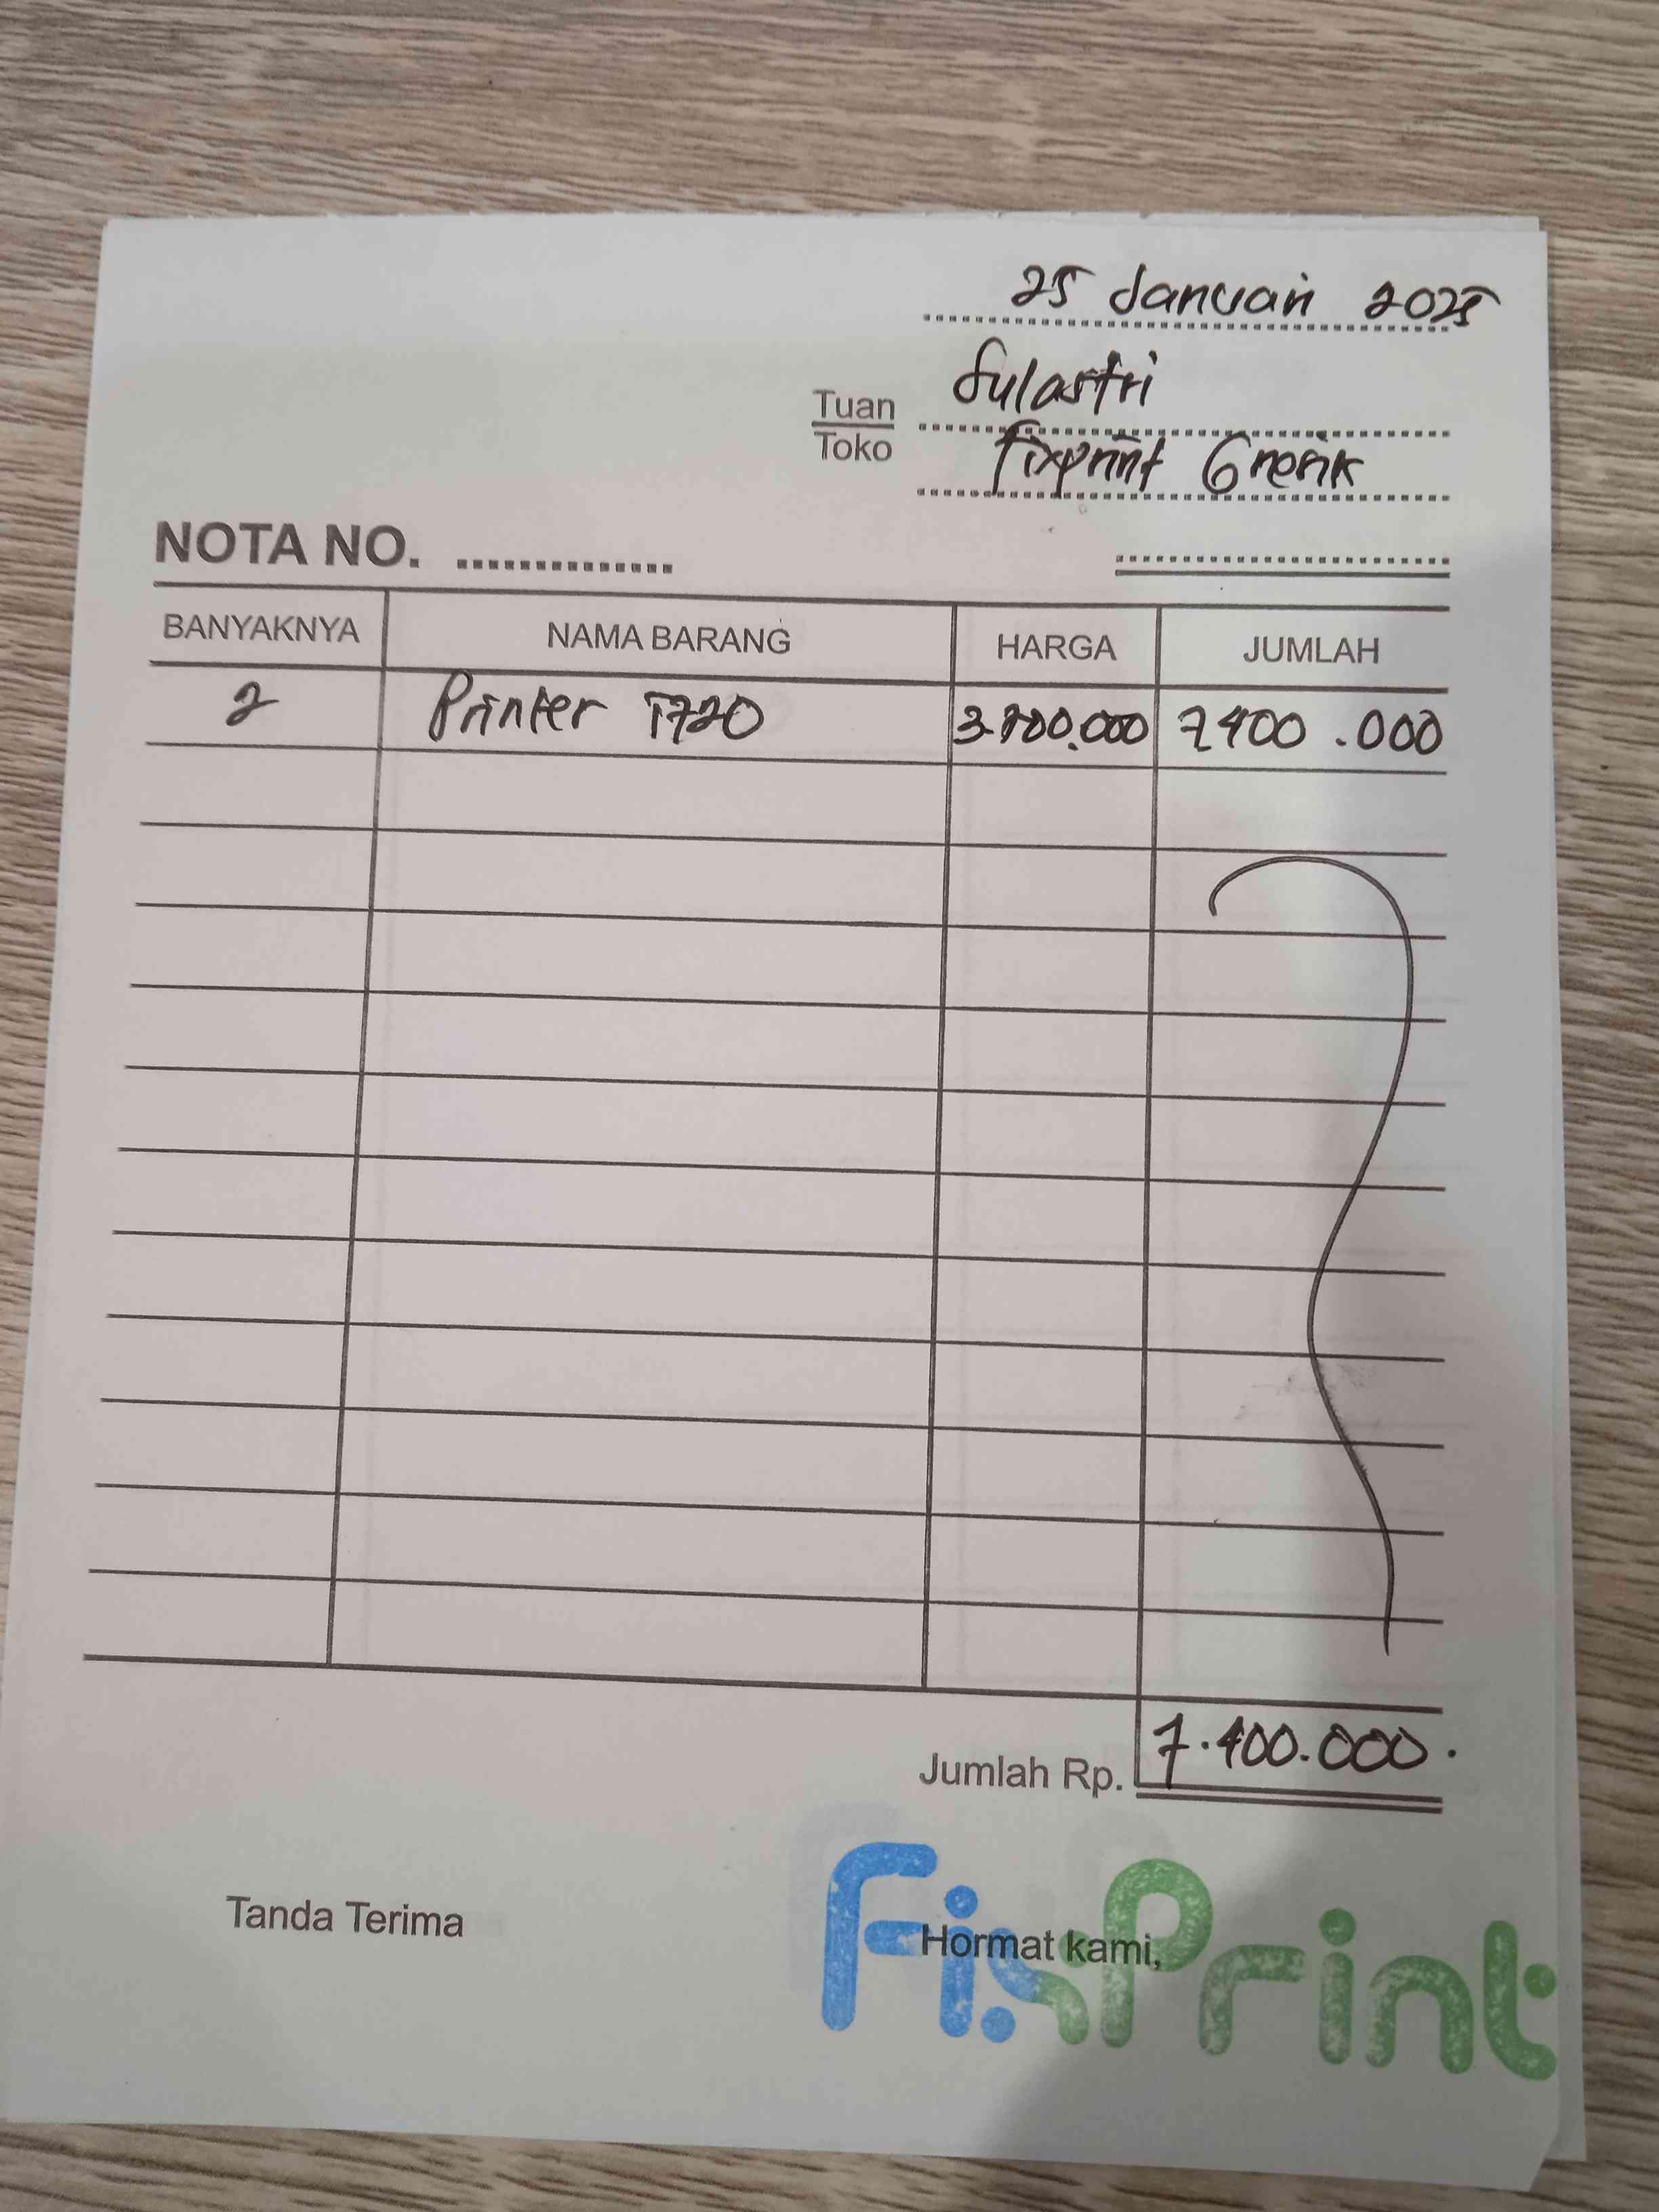 25 Januari 2025
Sulastri
Tuan
Toko
Fixprint Gresik
NOTA NO. ..............
BANYAKNYA NAMA BARANG HARGA JUMLAH
2 Printer T720 3.700.000 7400.000
Jumlah Rp. 7.400.000.
Tanda Terima Hormat kami,
FixPrint